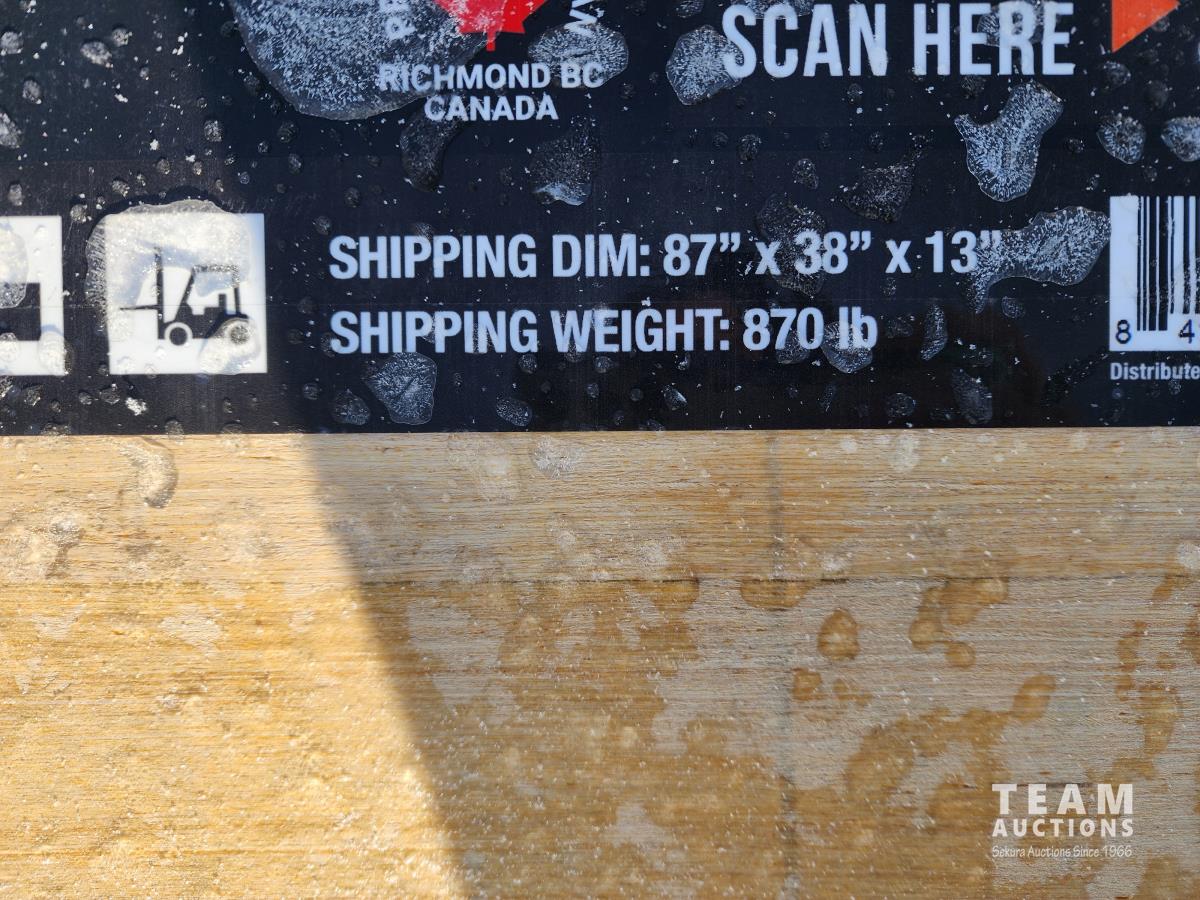 SCAN HERE
RICHMOND BC
CANADA
SHIPPING DIM: 87” x 38” x 13”
SHIPPING WEIGHT: 870 lb
8 4
Distribute
TEAM
AUCTIONS
Sekura Auctions Since 1966